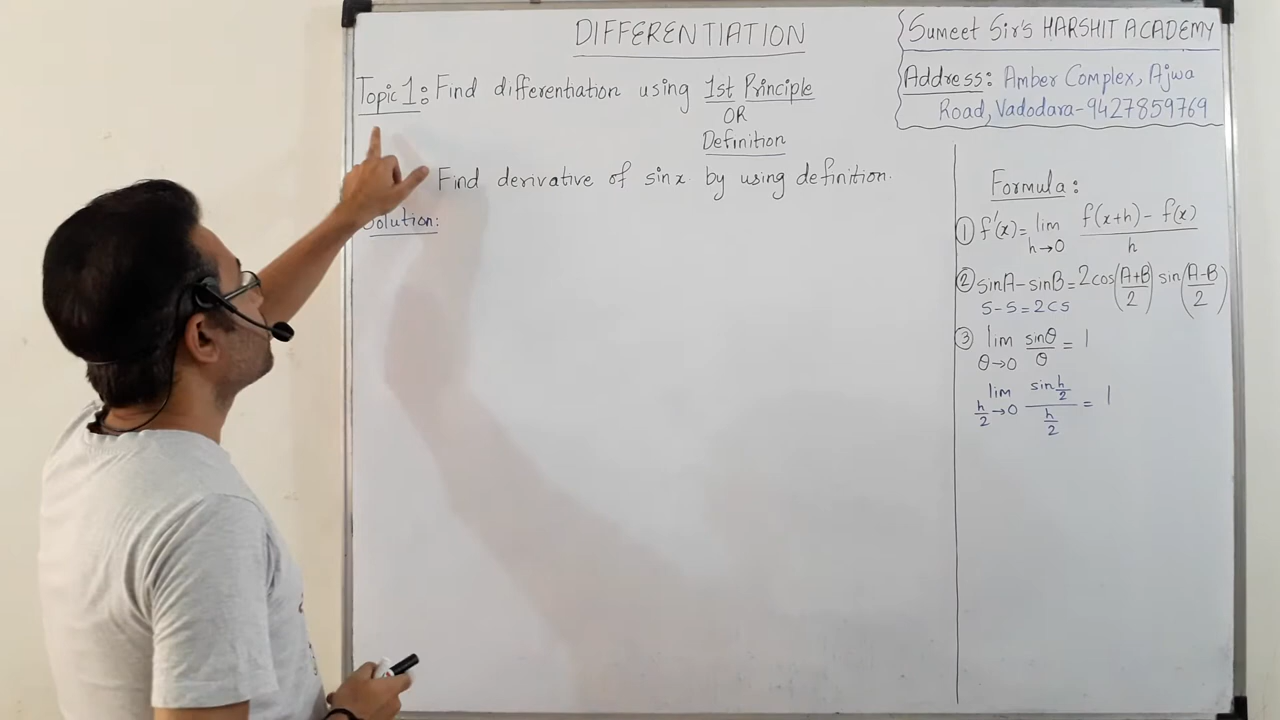 DIFFERENTIATION
Sumeet Sir's HARSHIT ACADEMY
Address: Amber Complex, Ajwa
Road, Vadodara-9427859769
Topic 1: Find differentiation using 1st Principle
OR
Definition
Find derivative of sinx by using definition.
Solution:
Formula:
① f'(x) = lim h→0 f(x+h) - f(x) / h
② sinA - sinB = 2cos(A+B/2) sin(A-B/2)
S-S = 2CS
③ lim θ→0 sinθ/θ = 1
lim h/2→0 sin h/2 / h/2 = 1